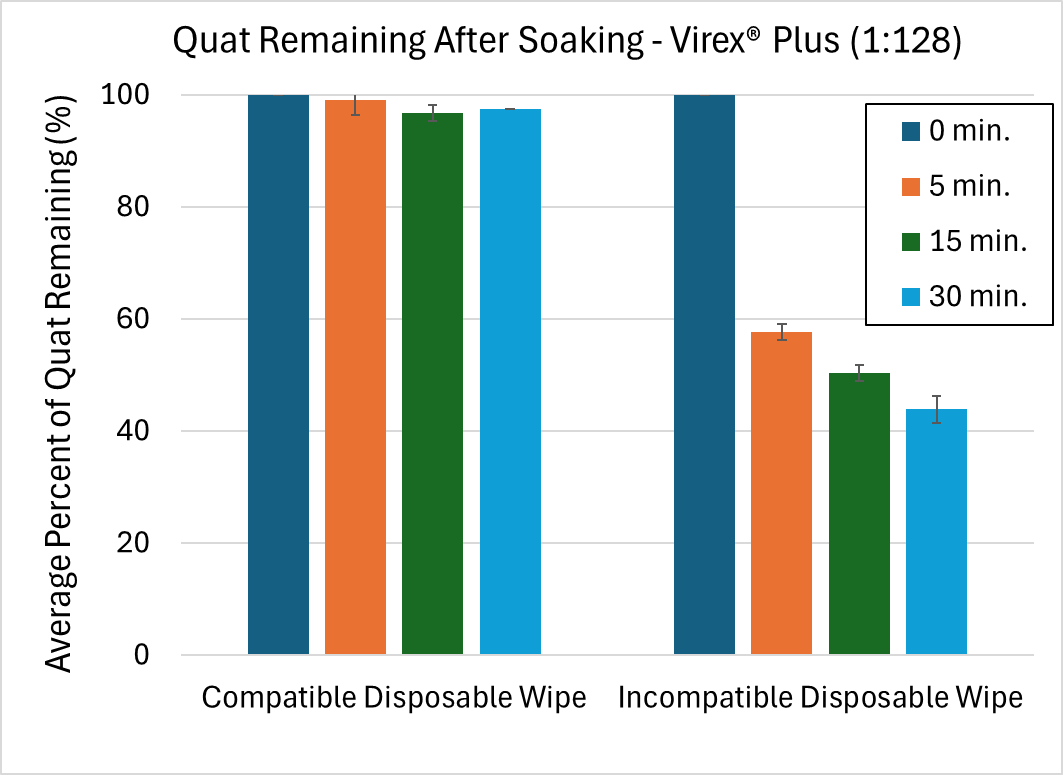 Quat Remaining After Soaking - Virex® Plus (1:128)
Average Percent of Quat Remaining (%)
100
80
60
40
20
0
0 min.
5 min.
15 min.
30 min.
Compatible Disposable Wipe
Incompatible Disposable Wipe